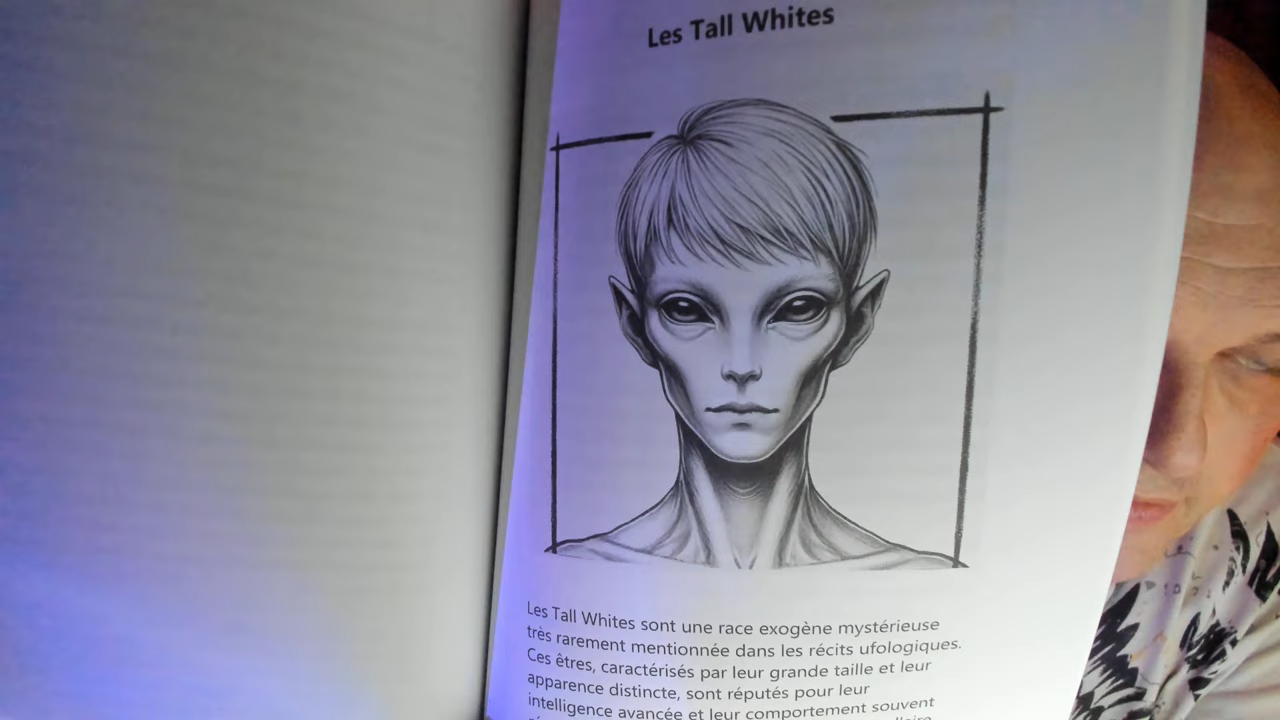 Les Tall Whites
Les Tall Whites sont une race exogène mystérieuse
très rarement mentionnée dans les récits ufologiques.
Ces êtres, caractérisés par leur grande taille et leur
apparence distincte, sont réputés pour leur
intelligence avancée et leur comportement souvent